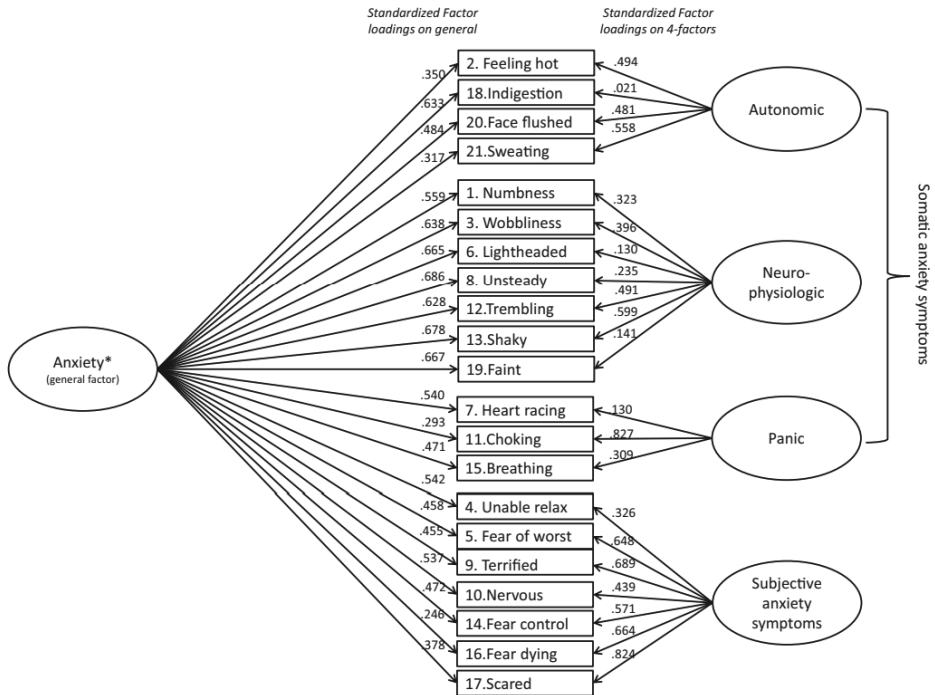 Standardized Factor
loadings on general
Standardized Factor
loadings on 4-factors
Anxiety*
(general factor)
.350
.633
.484
.317
.559
.638
.665
.686
.628
.678
.667
.540
.293
.471
.542
.458
.455
.537
.472
.246
.378
2. Feeling hot
18.Indigestion
20.Face flushed
21.Sweating
1. Numbness
3. Wobbliness
6. Lightheaded
8. Unsteady
12.Trembling
13.Shaky
19.Faint
7. Heart racing
11.Choking
15.Breathing
4. Unable relax
5. Fear of worst
9. Terrified
10.Nervous
14.Fear control
16.Fear dying
17.Scared
.494
.021
.481
.558
.323
.396
.130
.235
.491
.599
.141
.130
.827
.309
.326
.648
.689
.439
.571
.664
.824
Autonomic
Neuro-
physiologic
Panic
Subjective
anxiety
symptoms
Somatic anxiety symptoms